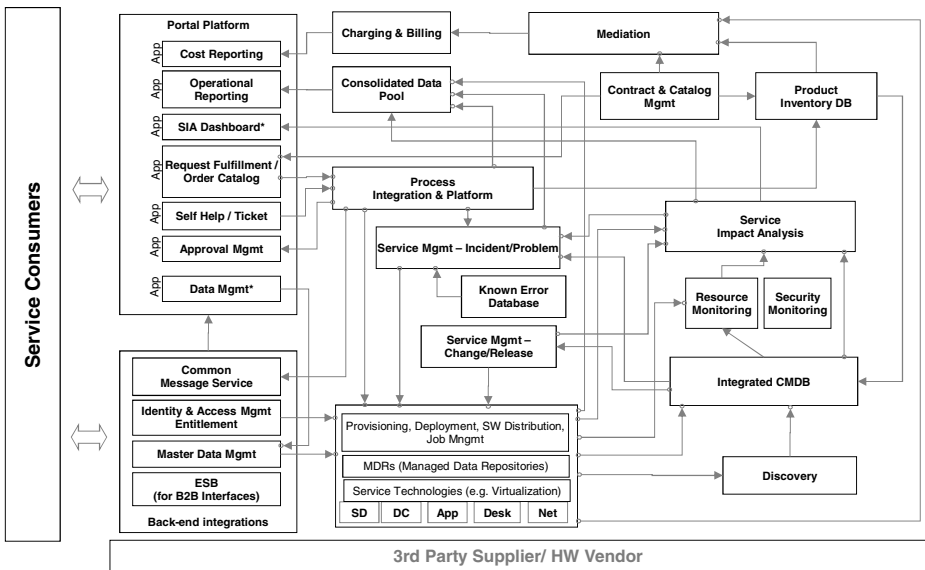 Service Consumers
Portal Platform
App
Cost Reporting
App
Operational
Reporting
App
SIA Dashboard*
App
Request Fulfillment /
Order Catalog
App
Self Help / Ticket
App
Approval Mgmt
App
Data Mgmt*
Common
Message Service
Identity & Access Mgmt
Entitlement
Master Data Mgmt
ESB
(for B2B Interfaces)
Back-end integrations
Charging & Billing
Mediation
Consolidated Data
Pool
Contract & Catalog
Mgmt
Product
Inventory DB
Process
Integration & Platform
Service Mgmt – Incident/Problem
Service
Impact Analysis
Known Error
Database
Resource
Monitoring
Security
Monitoring
Service Mgmt –
Change/Release
Integrated CMDB
Provisioning, Deployment, SW Distribution,
Job Mngmt
MDRs (Managed Data Repositories)
Service Technologies (e.g. Virtualization)
SD
DC
App
Desk
Net
Discovery
3rd Party Supplier/ HW Vendor